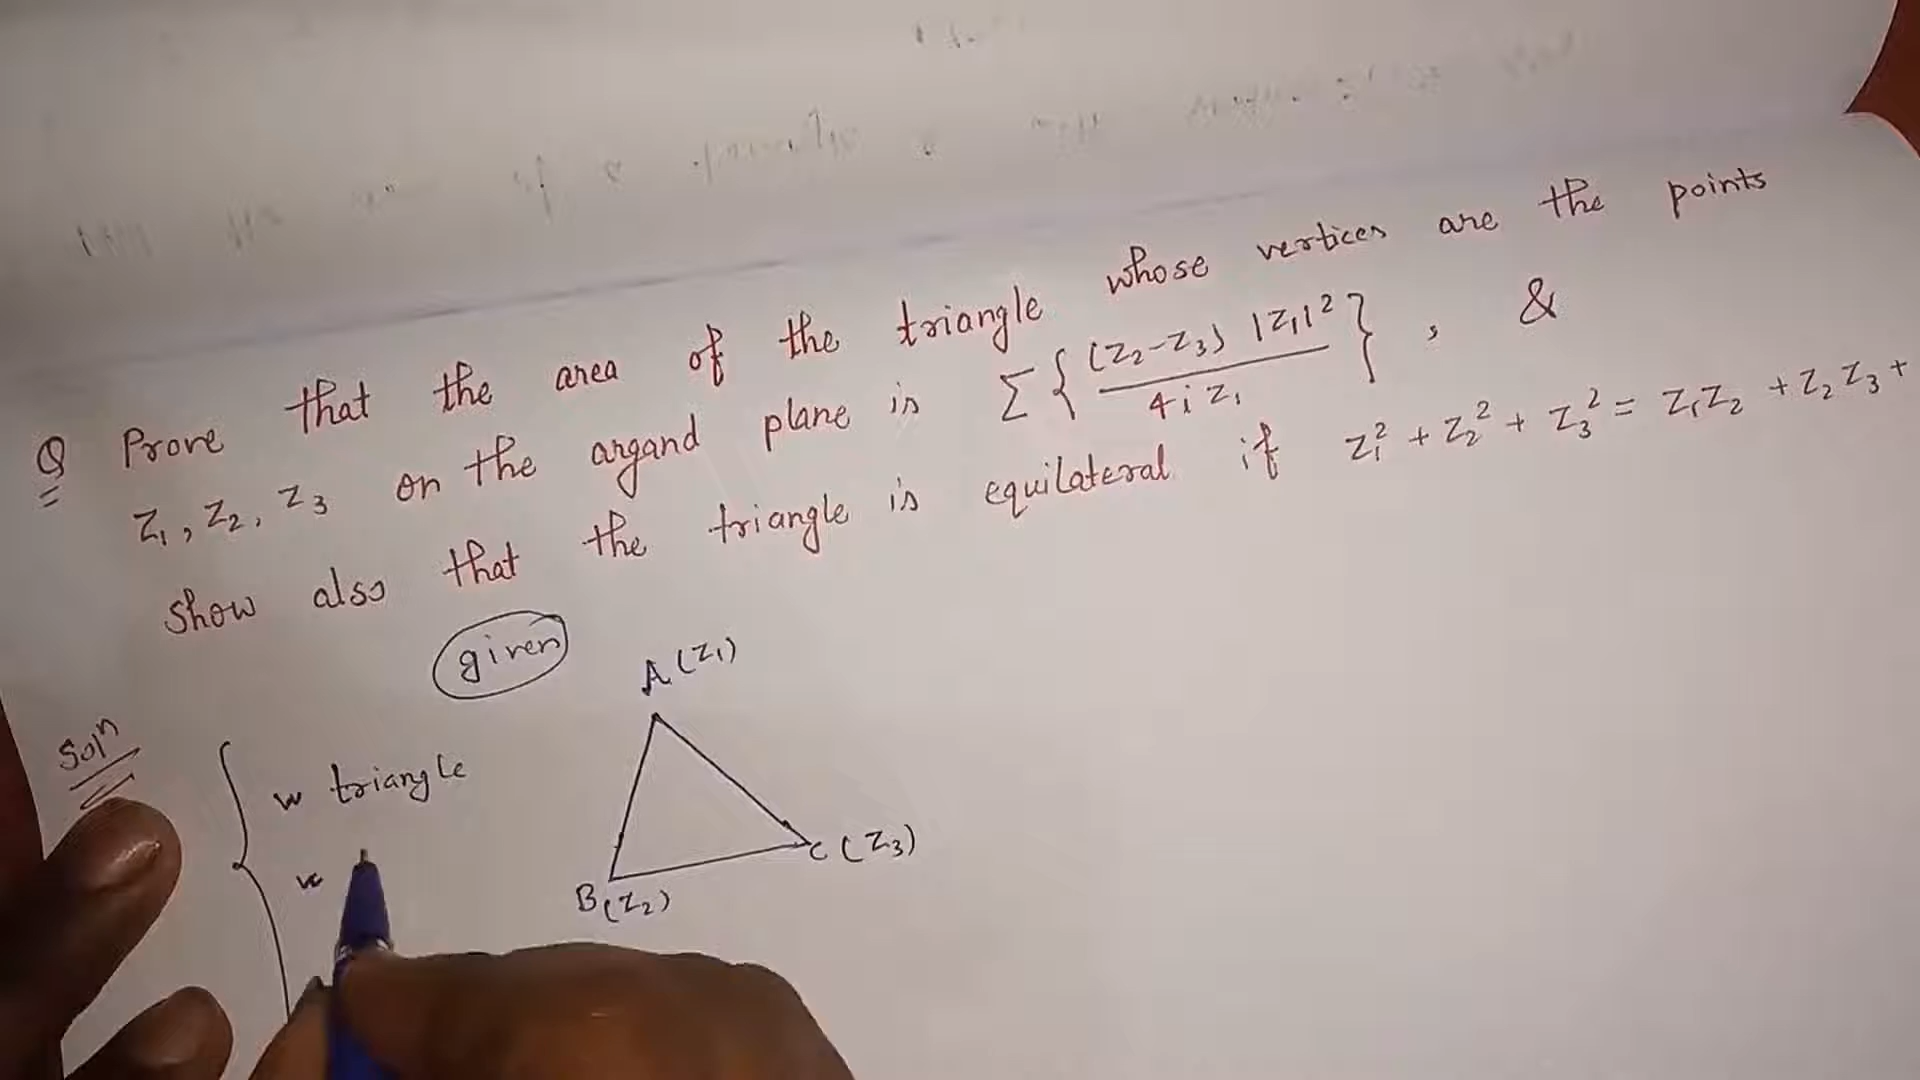 Q Prove that the area of the triangle whose vertices are the points
Z₁, Z₂, Z₃ on the argand plane is Σ{ (Z₂-Z₃) |Z₁|² / 4iZ₁ }, &
Show also that the triangle is equilateral if Z₁² + Z₂² + Z₃² = Z₁Z₂ + Z₂Z₃ +
given
Solⁿ
A (Z₁)
w triangle
C (Z₃)
B (Z₂)